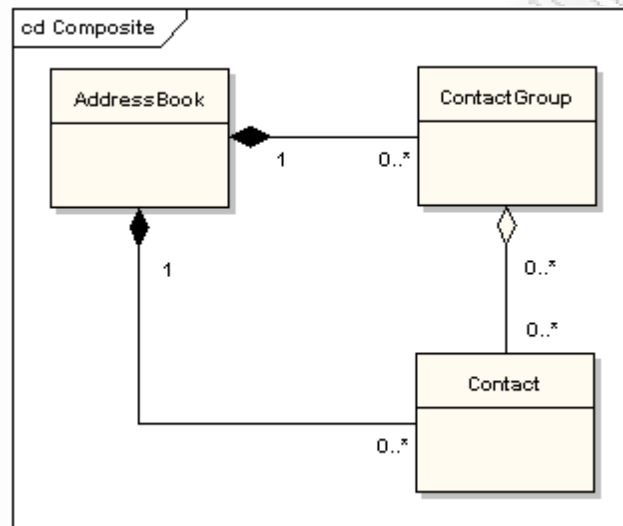 cd Composite
AddressBook
ContactGroup
1
0..*
1
0..*
0..*
Contact
0..*